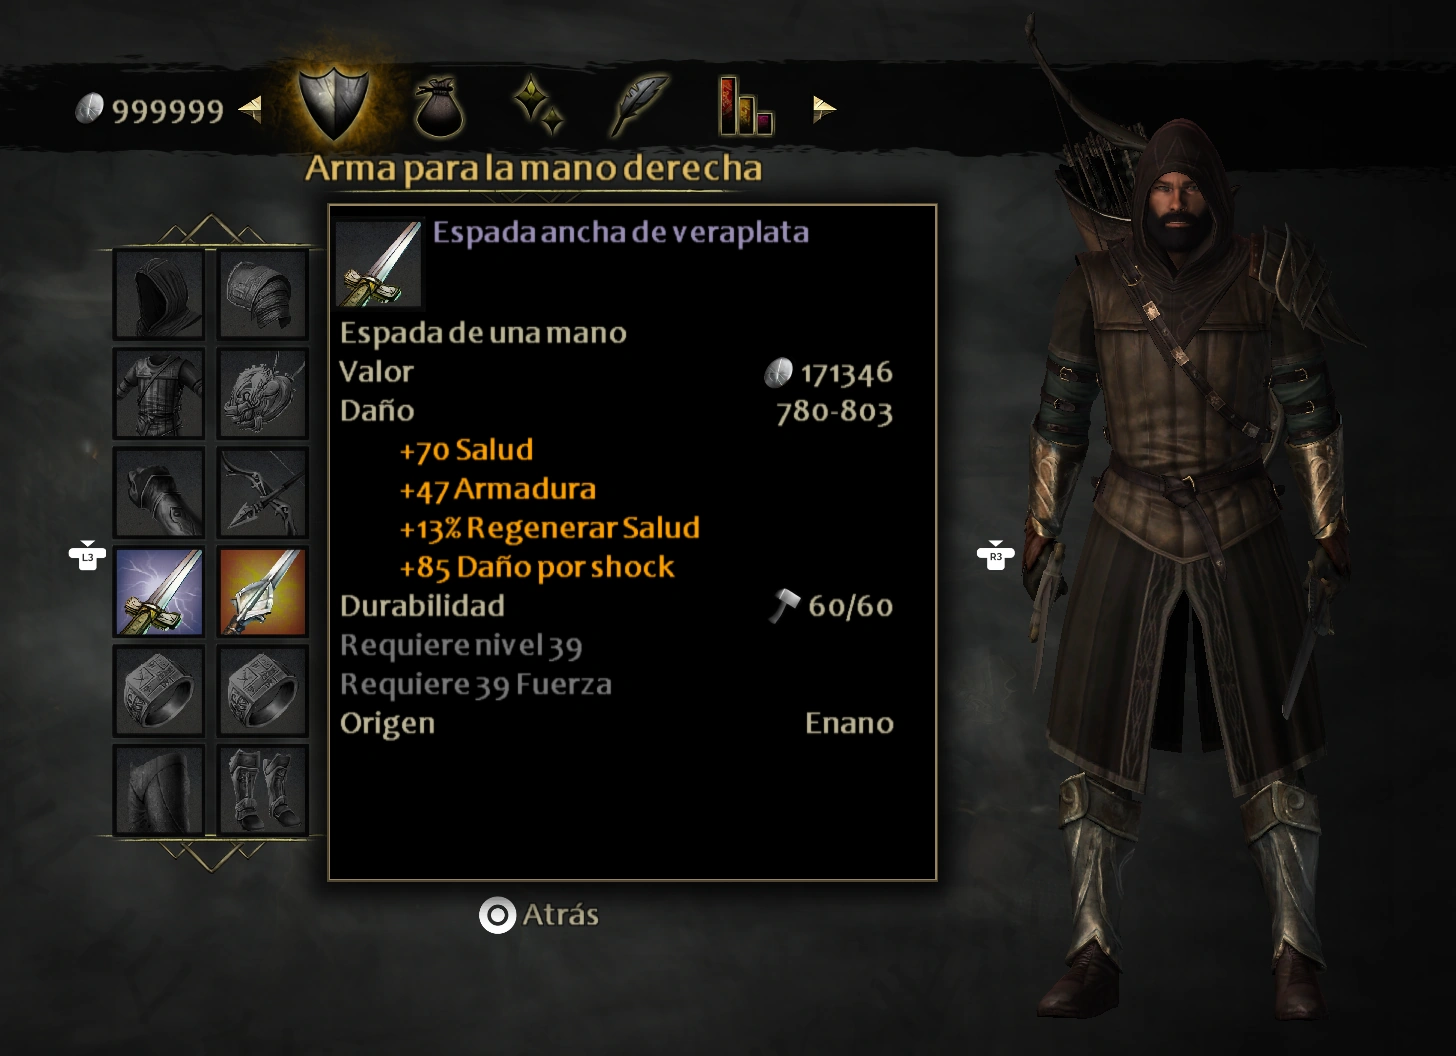 999999
Arma para la mano derecha
Espada ancha de veraplata
Espada de una mano
Valor 171346
Daño 780-803
+70 Salud
+47 Armadura
+13% Regenerar Salud
+85 Daño por shock
Durabilidad 60/60
Requiere nivel 39
Requiere 39 Fuerza
Origen Enano
L3
R3
Atrás